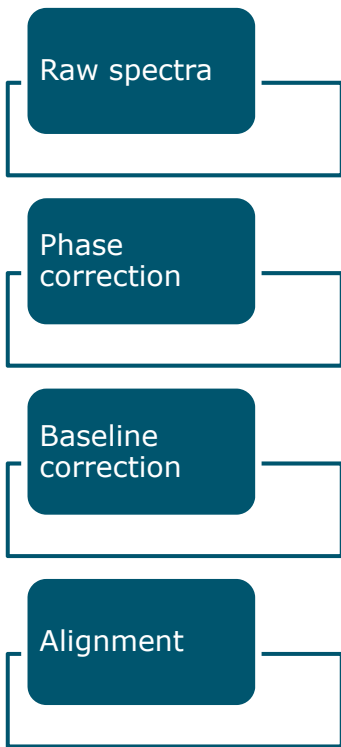 Raw spectra
Phase
correction
Baseline
correction
Alignment